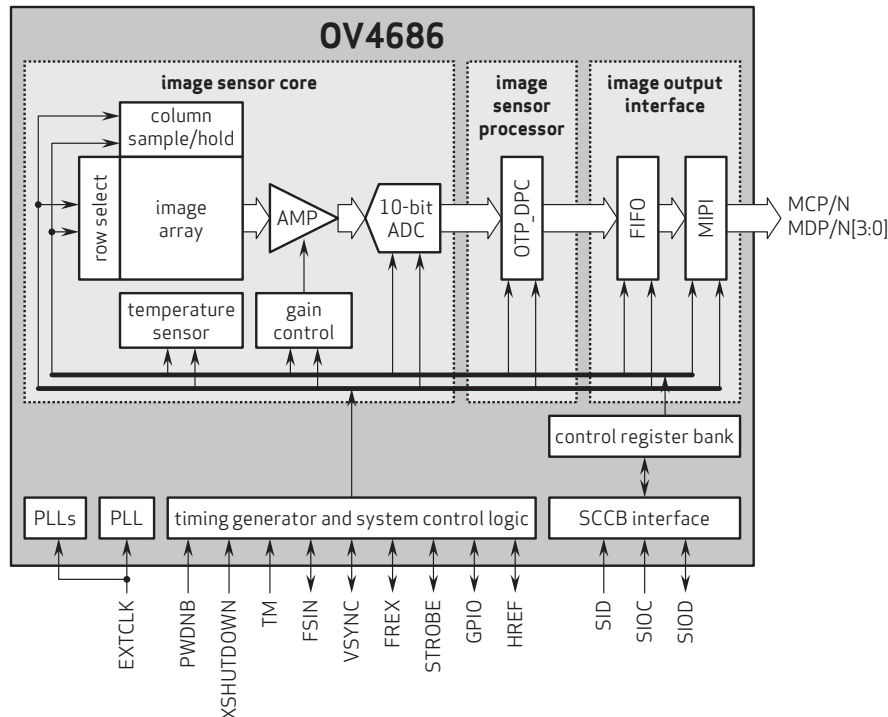 OV4686
image sensor core
image
sensor
processor
image output
interface
column
sample/hold
row select
image
array
AMP
10-bit
ADC
OTP_DPC
FIFO
MIPI
MCP/N
MDP/N[3:0]
temperature
sensor
gain
control
control register bank
PLLs
PLL
timing generator and system control logic
SCCB interface
EXTCLK
PWDNB
XSHUTDOWN
TM
FSIN
VSYNC
FREX
STROBE
GPIO
HREF
SID
SIOC
SIOD